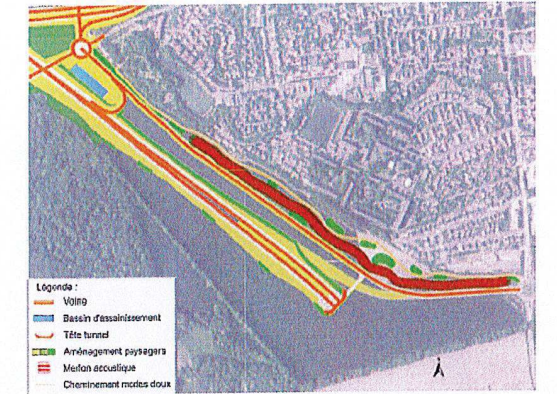 Légende :
Voirie
Bassin d'assainissement
Tête tunnel
Aménagement paysagers
Merlon acoustique
Cheminement modes doux